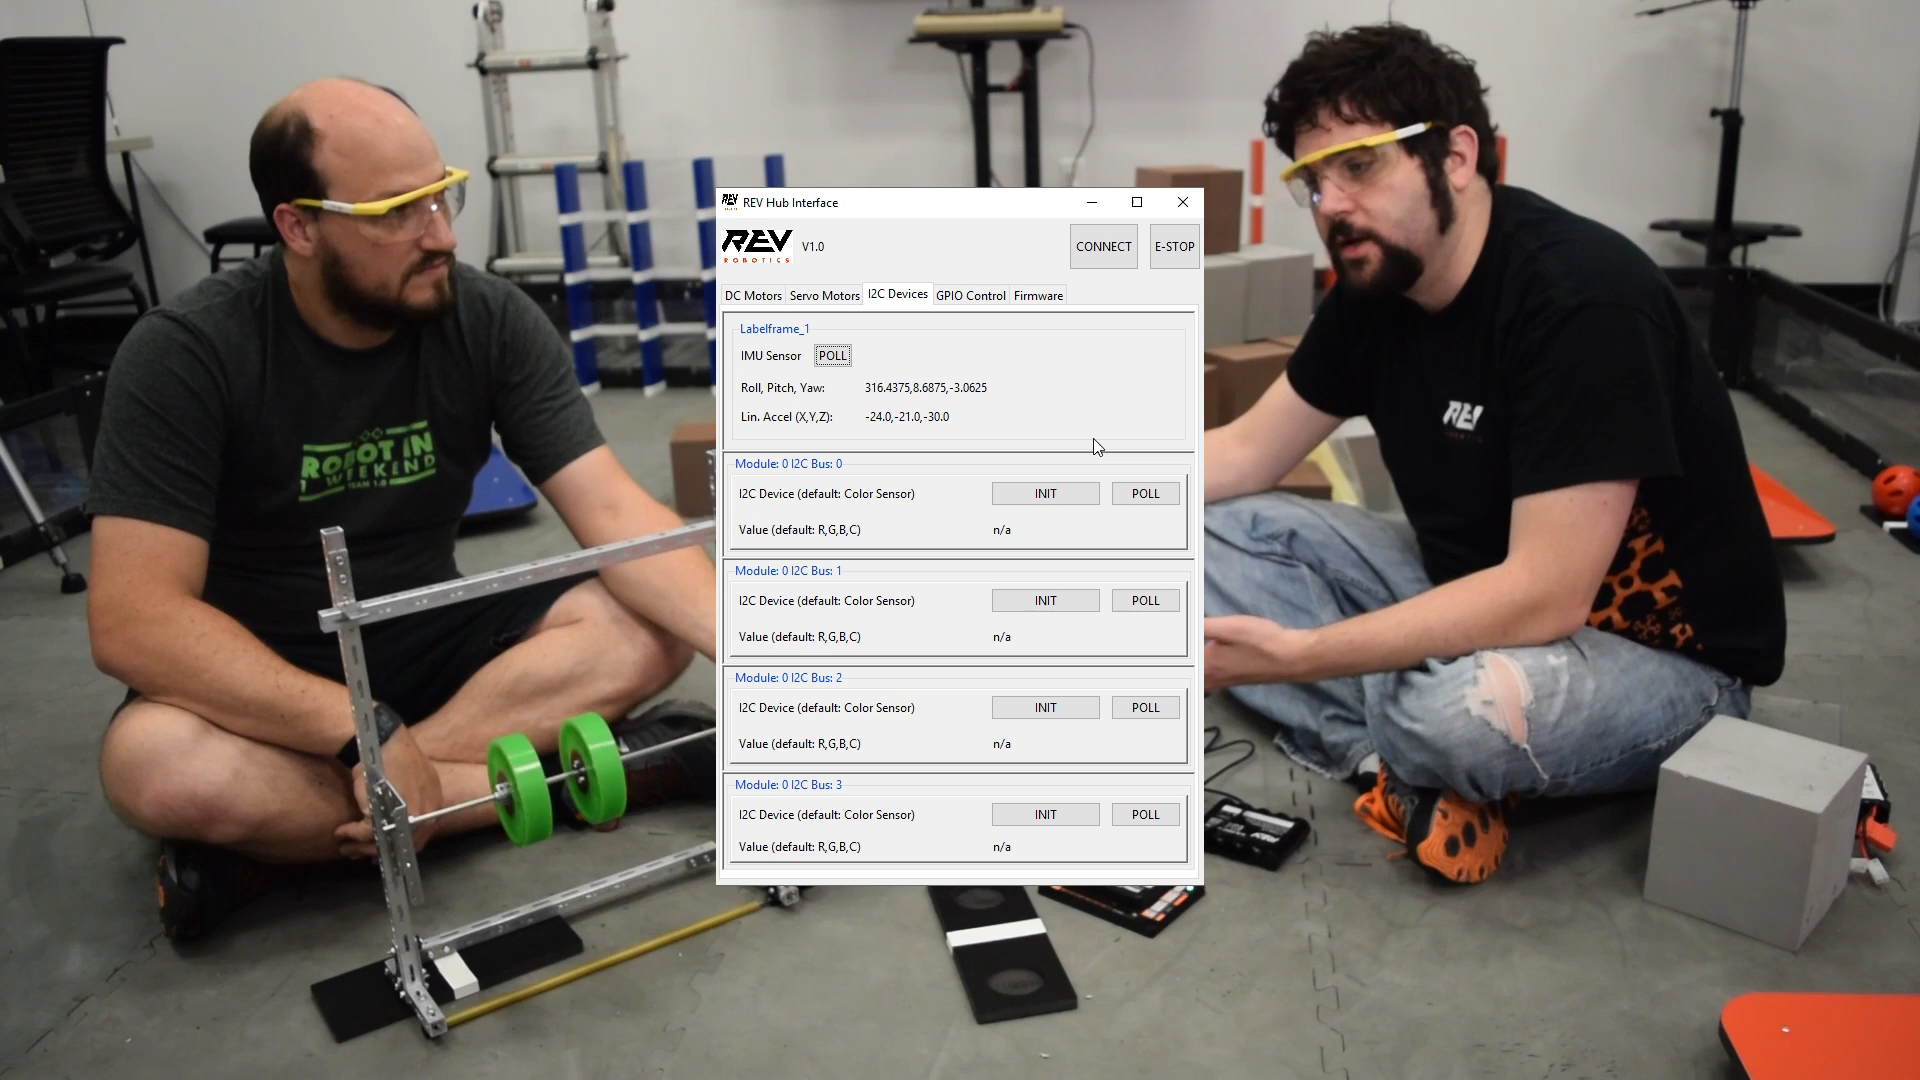 REV Hub Interface
REV
ROBOTICS
V1.0
CONNECT
E-STOP
DC Motors
Servo Motors
I2C Devices
GPIO Control
Firmware
Labelframe_1
IMU Sensor
POLL
Roll, Pitch, Yaw:
316.4375,8.6875,-3.0625
Lin. Accel (X,Y,Z):
-24.0,-21.0,-30.0
Module: 0 I2C Bus: 0
I2C Device (default: Color Sensor)
INIT
POLL
Value (default: R,G,B,C)
n/a
Module: 0 I2C Bus: 1
I2C Device (default: Color Sensor)
INIT
POLL
Value (default: R,G,B,C)
n/a
Module: 0 I2C Bus: 2
I2C Device (default: Color Sensor)
INIT
POLL
Value (default: R,G,B,C)
n/a
Module: 0 I2C Bus: 3
I2C Device (default: Color Sensor)
INIT
POLL
Value (default: R,G,B,C)
n/a
ROBOT IN
1 WEEKEND
TEAM 1.0
REV